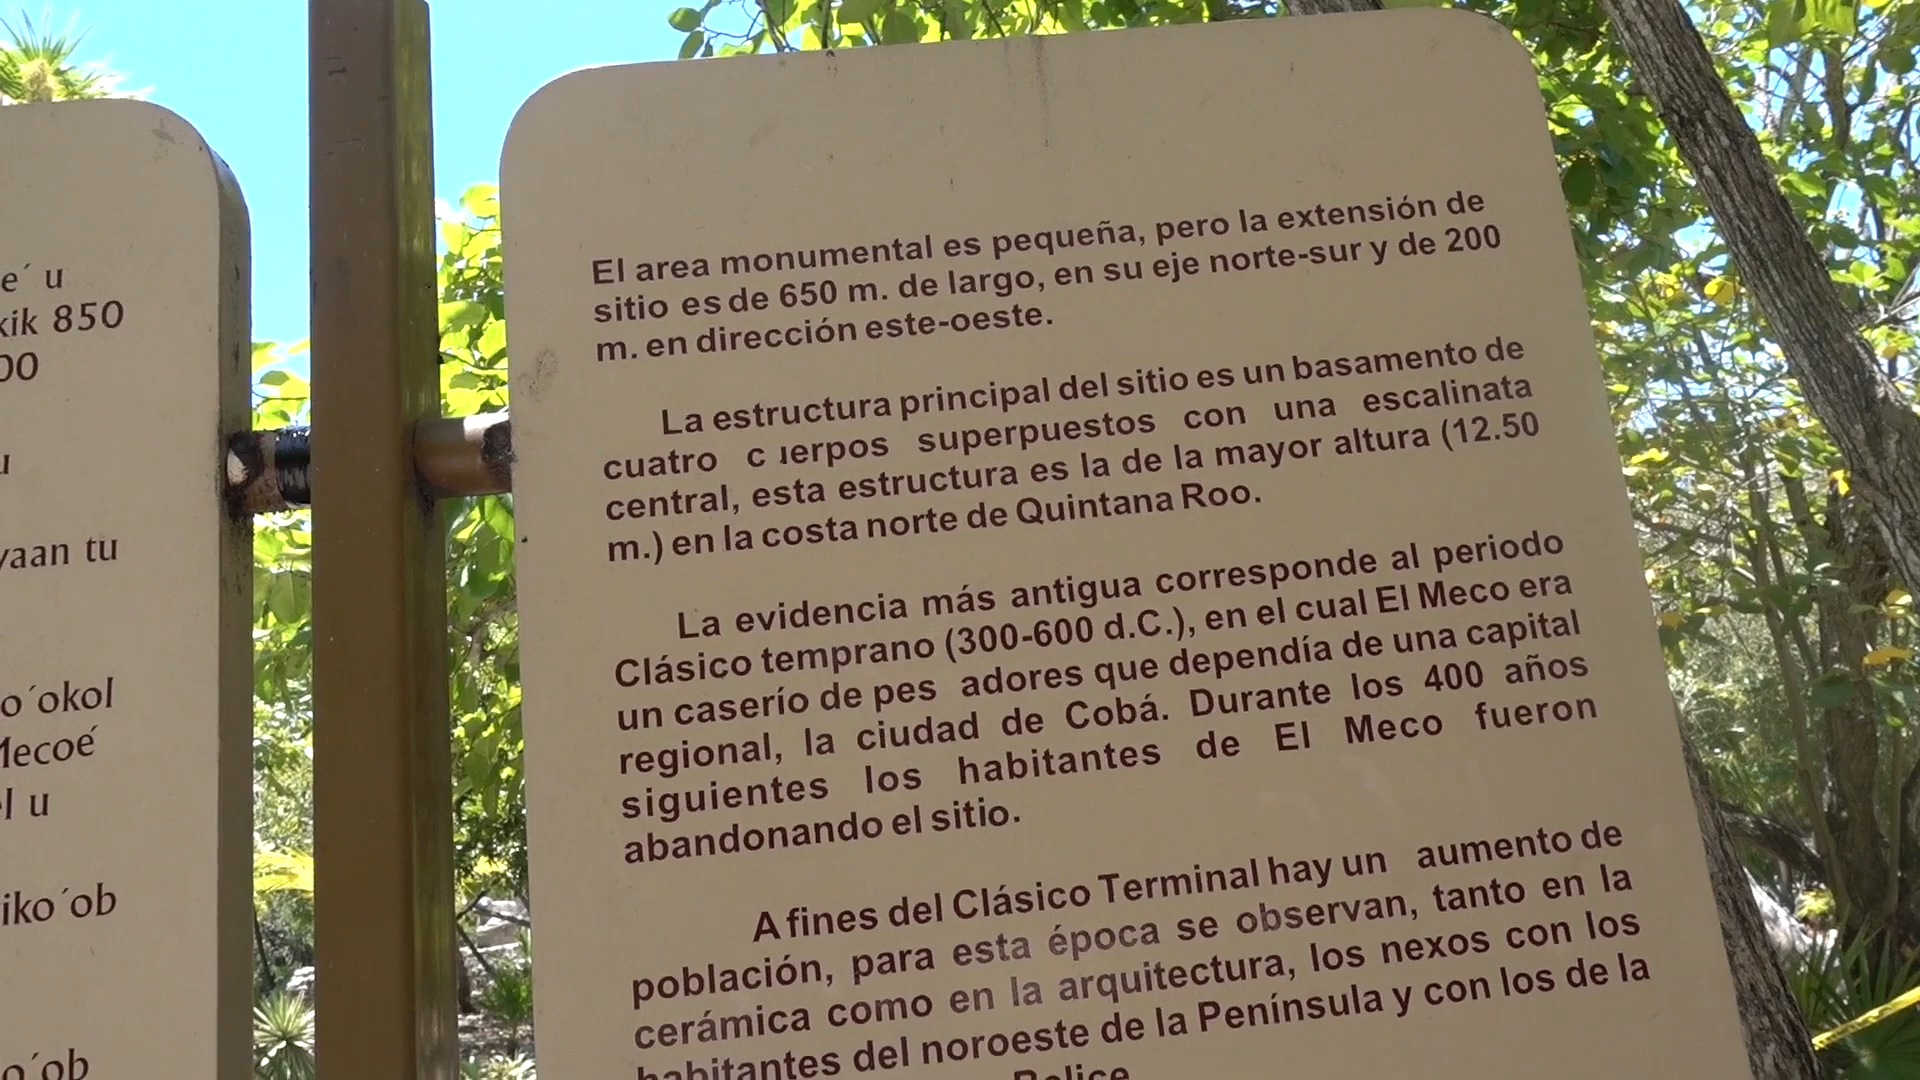 e´ u
kik 850
00
u
yaan tu
o´okol
Mecoé
el u
iko´ob
o´ob
El area monumental es pequeña, pero la extensión de
sitio es de 650 m. de largo, en su eje norte-sur y de 200
m. en dirección este-oeste.
La estructura principal del sitio es un basamento de
cuatro c ierpos superpuestos con una escalinata
central, esta estructura es la de la mayor altura (12.50
m.) en la costa norte de Quintana Roo.
La evidencia más antigua corresponde al periodo
Clásico temprano (300-600 d.C.), en el cual El Meco era
un caserío de pes adores que dependía de una capital
regional, la ciudad de Cobá. Durante los 400 años
siguientes los habitantes de El Meco fueron
abandonando el sitio.
A fines del Clásico Terminal hay un aumento de
población, para esta época se observan, tanto en la
cerámica como en la arquitectura, los nexos con los
habitantes del noroeste de la Península y con los de la
Belice